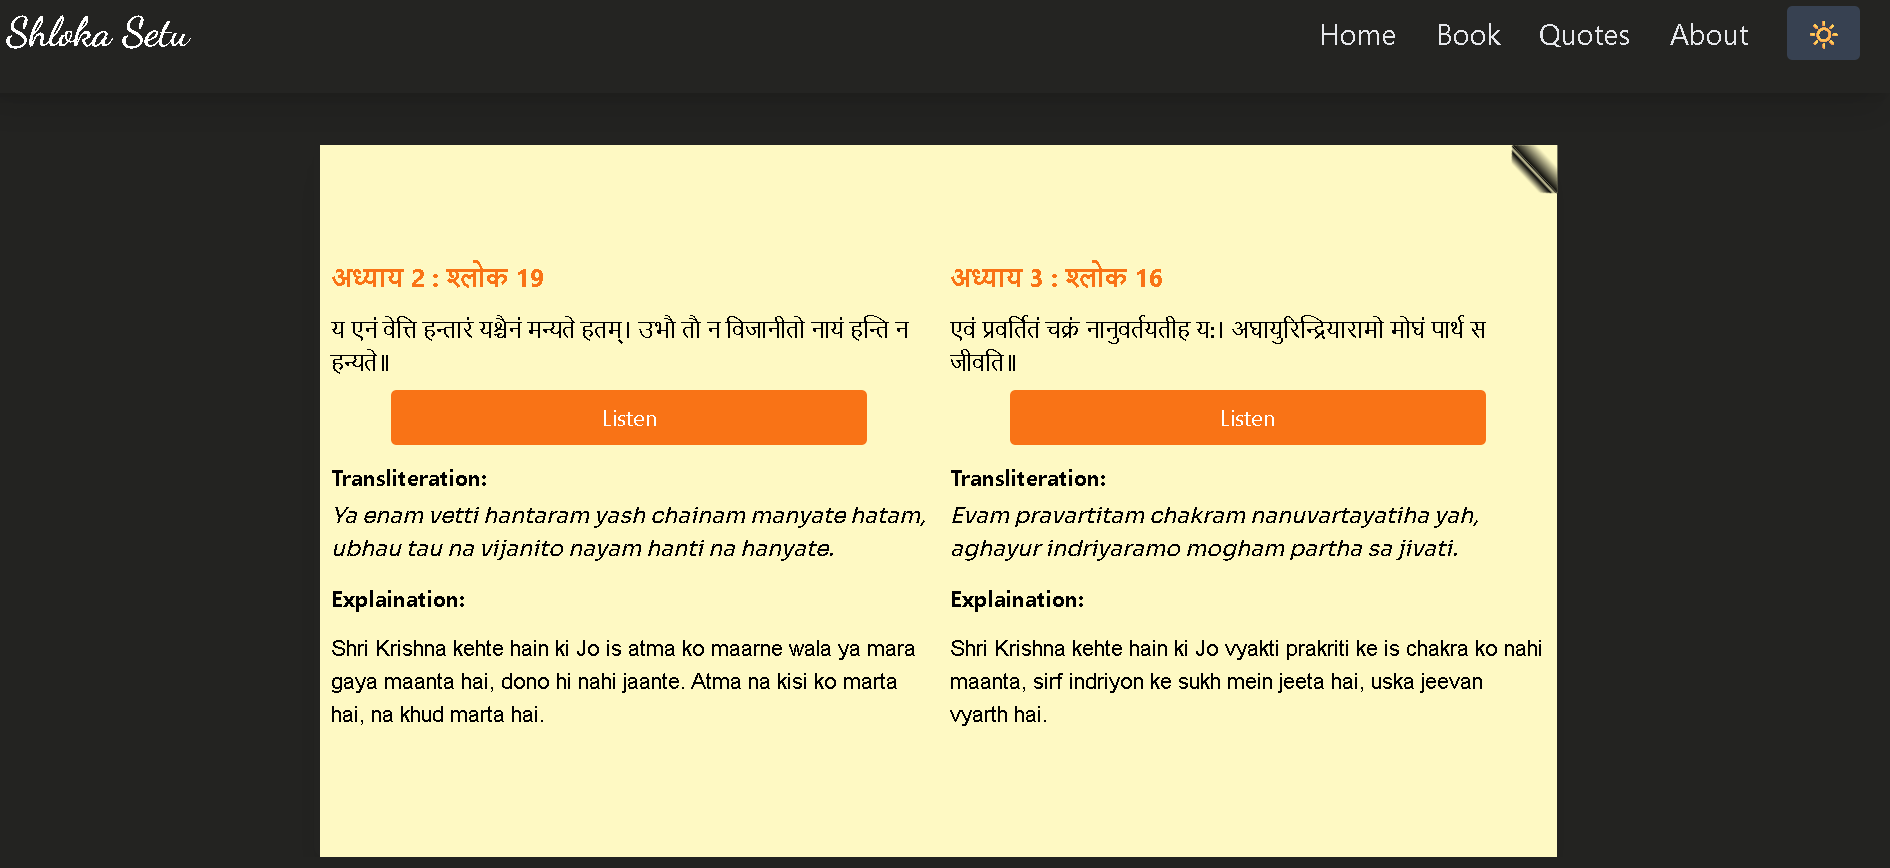 Shloka Setu
Home Book Quotes About
अध्याय 2 : श्लोक 19
य एनं वेत्ति हन्तारं यश्चैनं मन्यते हतम्। उभौ तौ न विजानीतो नायं हन्ति न
हन्यते॥
Listen
Transliteration:
Ya enam vetti hantaram yash chainam manyate hatam,
ubhau tau na vijanito nayam hanti na hanyate.
Explaination:
Shri Krishna kehte hain ki Jo is atma ko maarne wala ya mara
gaya maanta hai, dono hi nahi jaante. Atma na kisi ko marta
hai, na khud marta hai.
अध्याय 3 : श्लोक 16
एवं प्रवर्तितं चक्रं नानुवर्तयतीह य:। अघायुरिन्द्रियारामो मोघं पार्थ स
जीवति॥
Listen
Transliteration:
Evam pravartitam chakram nanuvartayatiha yah,
aghayur indriyaramo mogham partha sa jivati.
Explaination:
Shri Krishna kehte hain ki Jo vyakti prakriti ke is chakra ko nahi
maanta, sirf indriyon ke sukh mein jeeta hai, uska jeevan
vyarth hai.